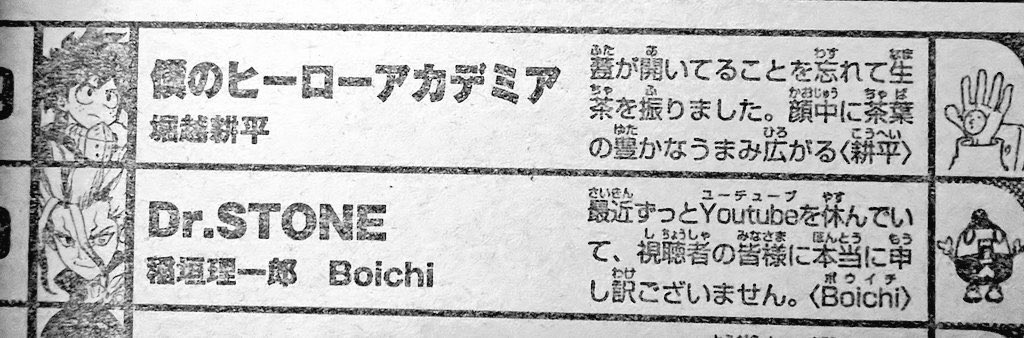 僕のヒーローアカデミア
堀越耕平
蓋が開いてることを忘れて生
茶を振りました。顔中に茶葉
の豊かなうまみ広がる〈耕平〉
Dr.STONE
稲垣理一郎 Boichi
最近ずっとYoutubeを休んでい
て、視聴者の皆様に本当に申
し訳ございません。〈Boichi〉